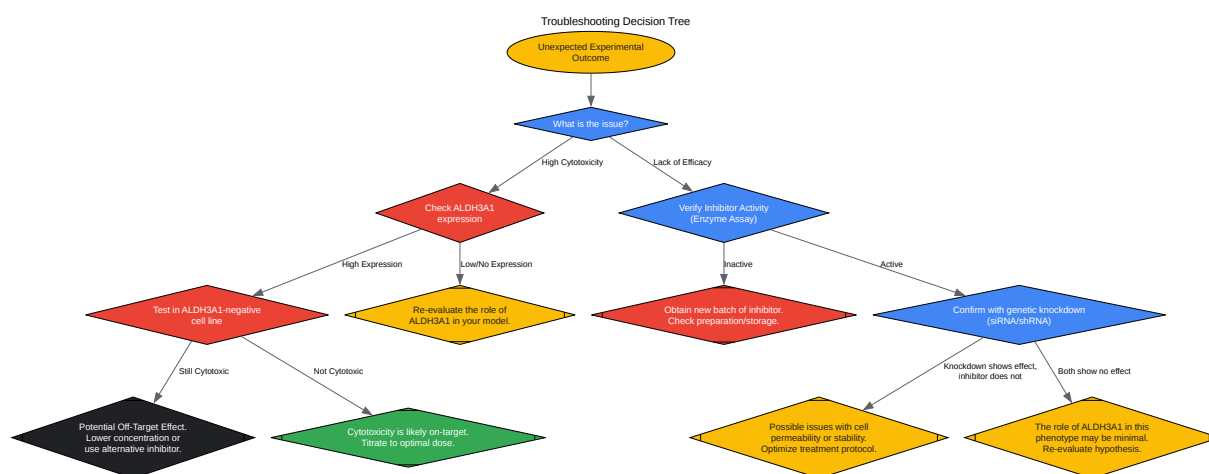 Troubleshooting Decision Tree
Unexpected Experimental
Outcome
What is the issue?
High Cytotoxicity
Lack of Efficacy
Check ALDH3A1
expression
Verify Inhibitor Activity
(Enzyme Assay)
High Expression
Low/No Expression
Inactive
Active
Test in ALDH3A1-negative
cell line
Re-evaluate the role of
ALDH3A1 in your model.
Obtain new batch of inhibitor.
Check preparation/storage.
Confirm with genetic knockdown
(siRNA/shRNA)
Still Cytotoxic
Not Cytotoxic
Knockdown shows effect,
inhibitor does not
Both show no effect
Potential Off-Target Effect.
Lower concentration or
use alternative inhibitor.
Cytotoxicity is likely on-target.
Titrate to optimal dose.
Possible issues with cell
permeability or stability.
Optimize treatment protocol.
The role of ALDH3A1 in this
phenotype may be minimal.
Re-evaluate hypothesis.